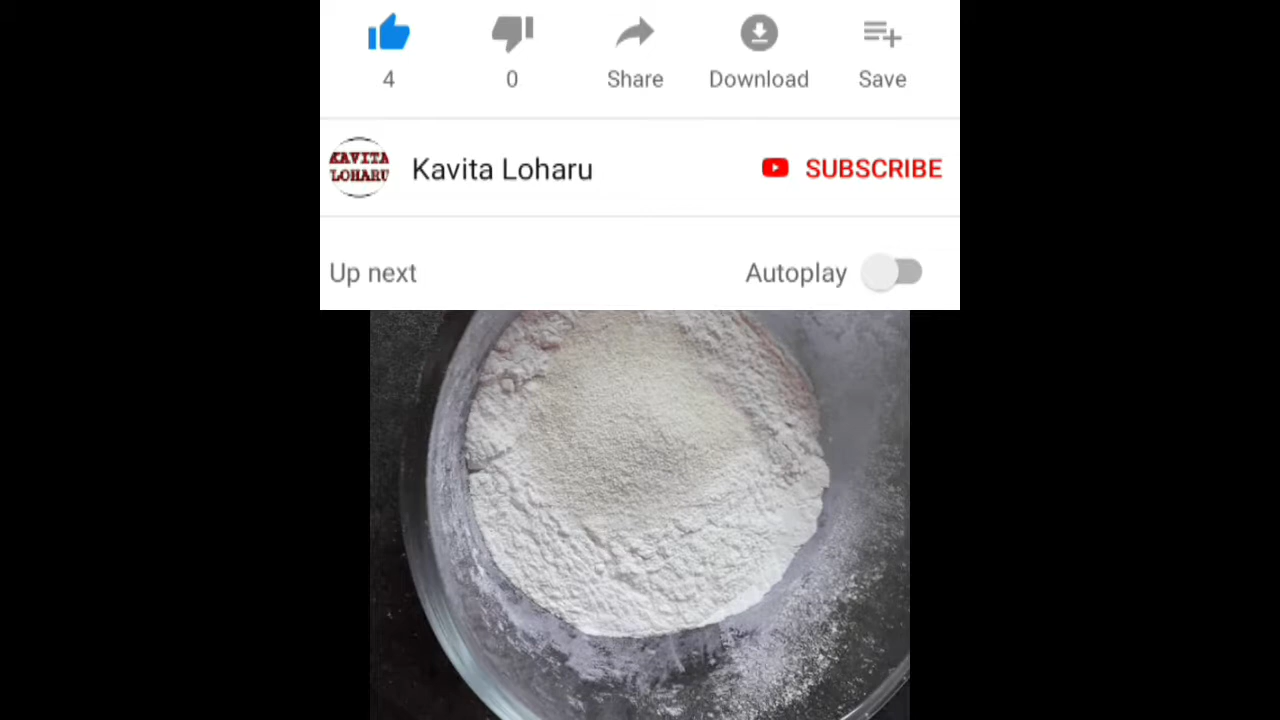 4 0 Share Download Save
KAVITA
LOHARU
Kavita Loharu SUBSCRIBE
Up next Autoplay